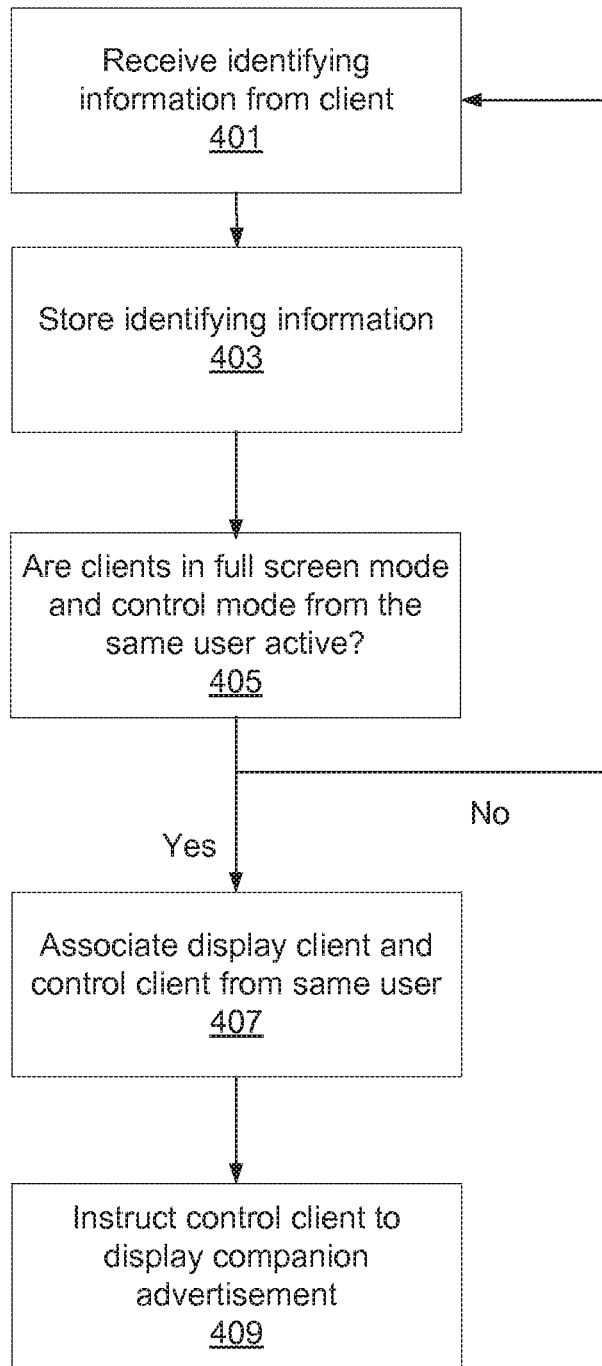 Receive identifying
information from client
401
Store identifying information
403
Are clients in full screen mode
and control mode from the
same user active?
405
No
Yes
Associate display client and
control client from same user
407
Instruct control client to
display companion
advertisement
409